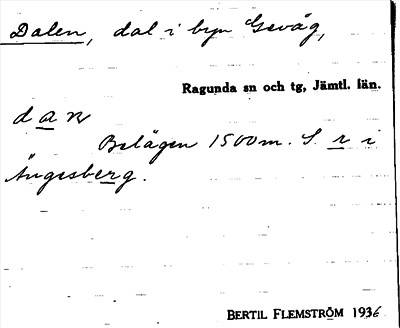 Dalen, dal i byn Gevåg,
Ragunda sn och tg, Jämtl. län.
dan
Belägen 1500 m. S. r i
Ängesberg.
BERTIL FLEMSTRÖM 1936